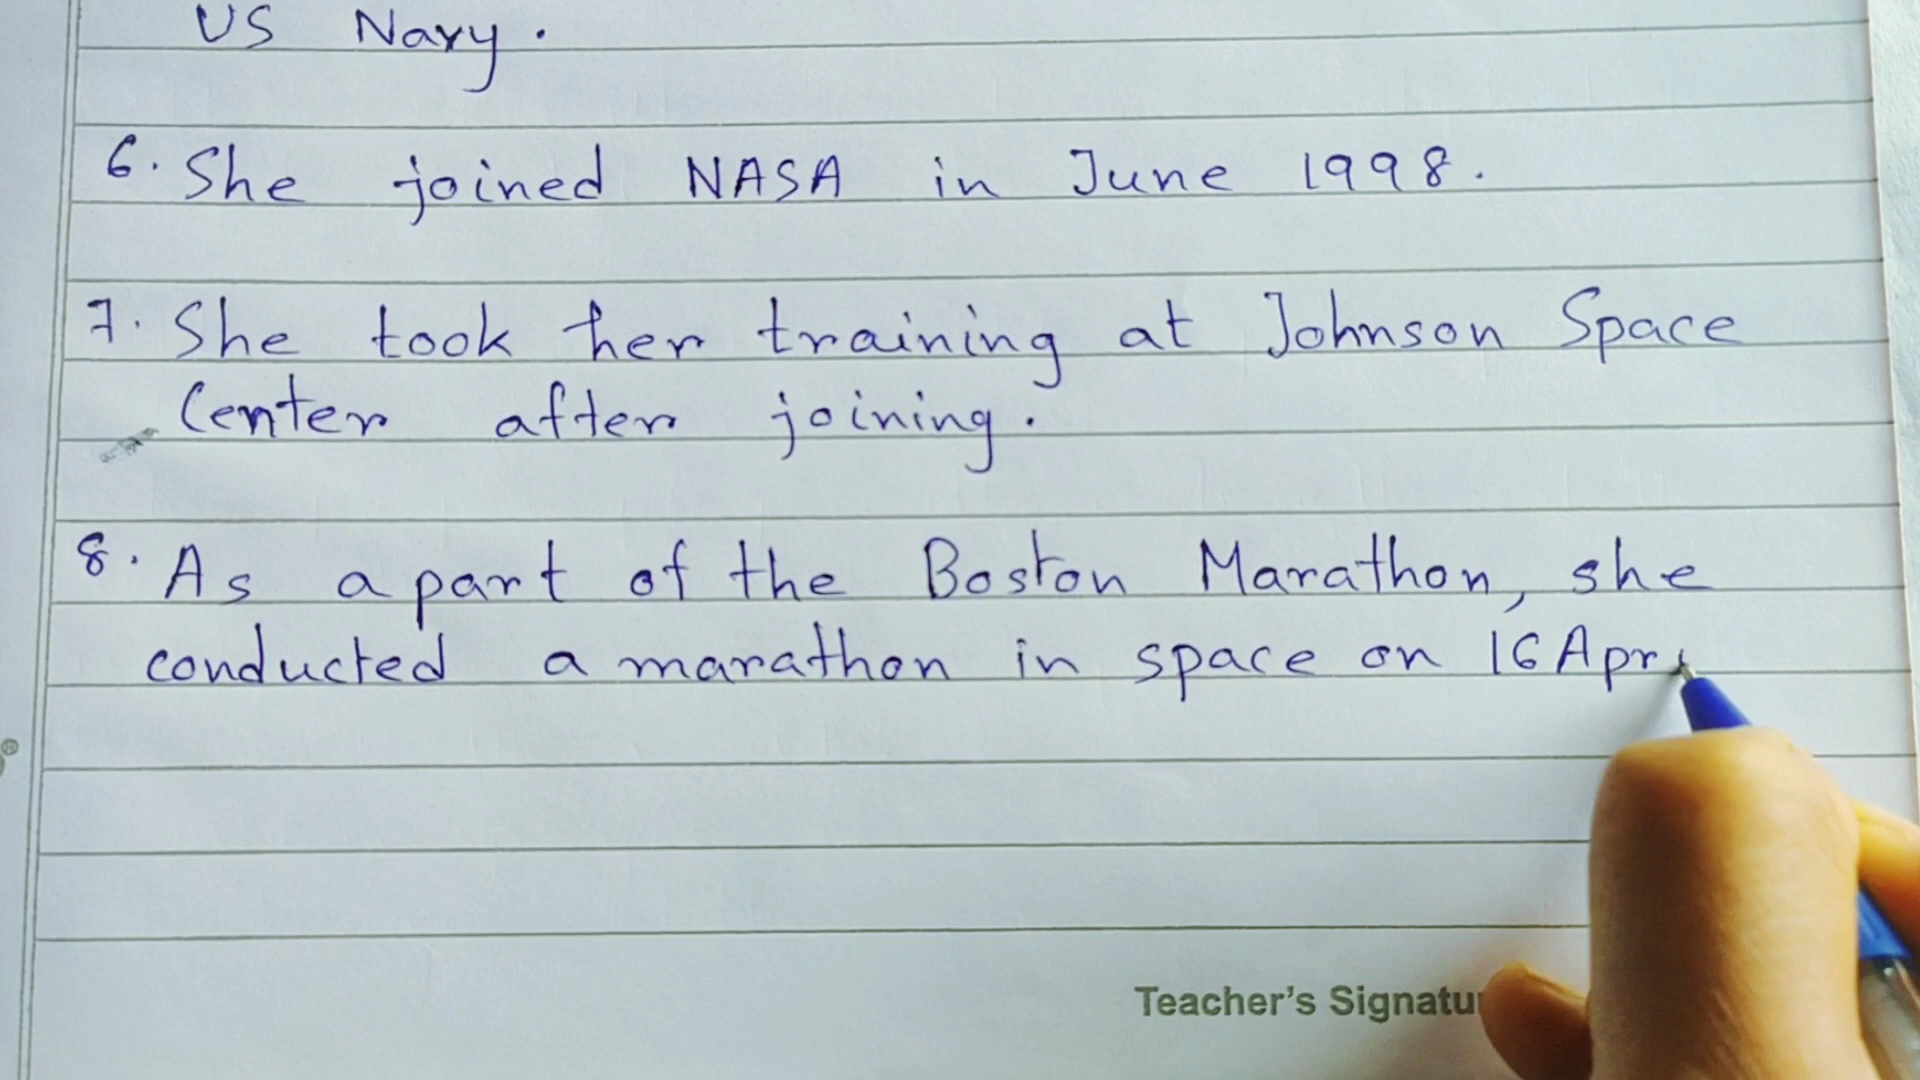 US Navy.
6. She joined NASA in June 1998.
7. She took her training at Johnson Space
Center after joining.
8. As a part of the Boston Marathon, she
conducted a marathon in space on 16 Apri
Teacher's Signatu